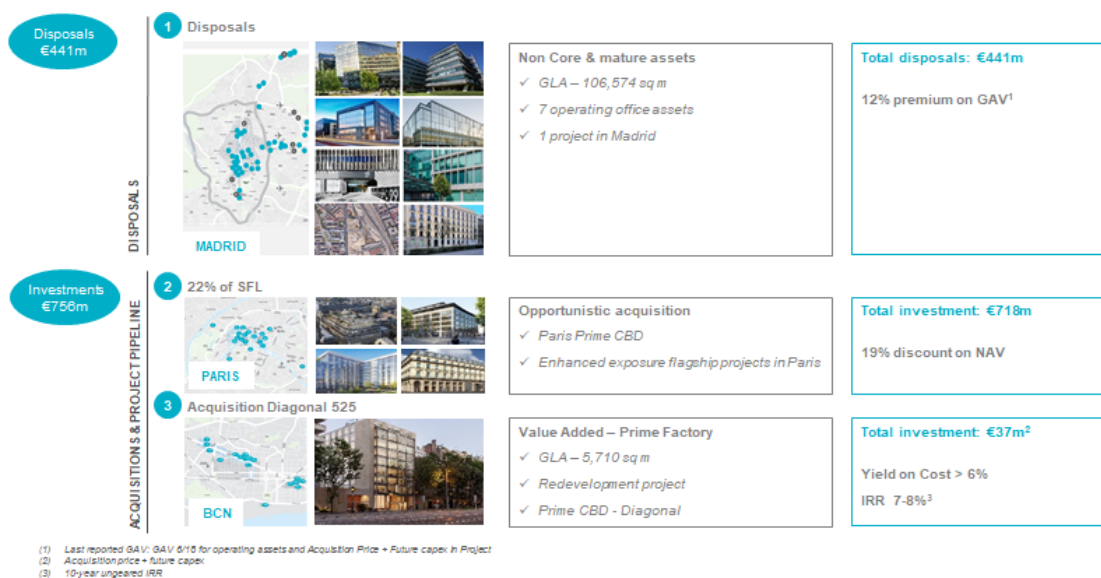 Disposals
€441m
1 Disposals
MADRID
Non Core & mature assets
✓ GLA – 106,574 sq m
✓ 7 operating office assets
✓ 1 project in Madrid
Total disposals: €441m
12% premium on GAV1
DISPOSALS
Investments
€756m
2 22% of SFL
PARIS
Opportunistic acquisition
✓ Paris Prime CBD
✓ Enhanced exposure flagship projects in Paris
Total investment: €718m
19% discount on NAV
ACQUISITIONS & PROJECT PIPELINE
3 Acquisition Diagonal 525
BCN
Value Added – Prime Factory
✓ GLA – 5,710 sq m
✓ Redevelopment project
✓ Prime CBD - Diagonal
Total investment: €37m2
Yield on Cost > 6%
IRR 7-8%3
(1) Last reported GAV: GAV 6/18 for operating assets and Acquisition Price + Future capex in Project
(2) Acquisition price + future capex
(3) 10-year ungeared IRR